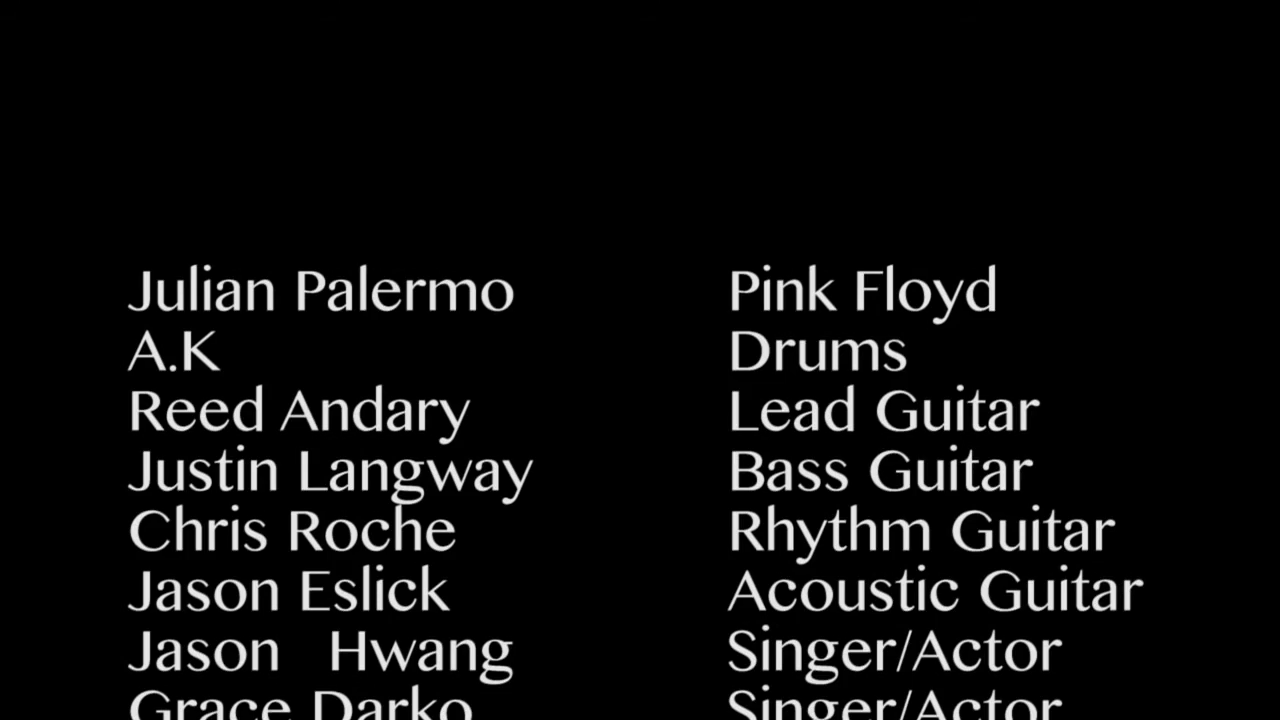 Julian Palermo Pink Floyd
A.K Drums
Reed Andary Lead Guitar
Justin Langway Bass Guitar
Chris Roche Rhythm Guitar
Jason Eslick Acoustic Guitar
Jason Hwang Singer/Actor
Grace Darko Singer/Actor